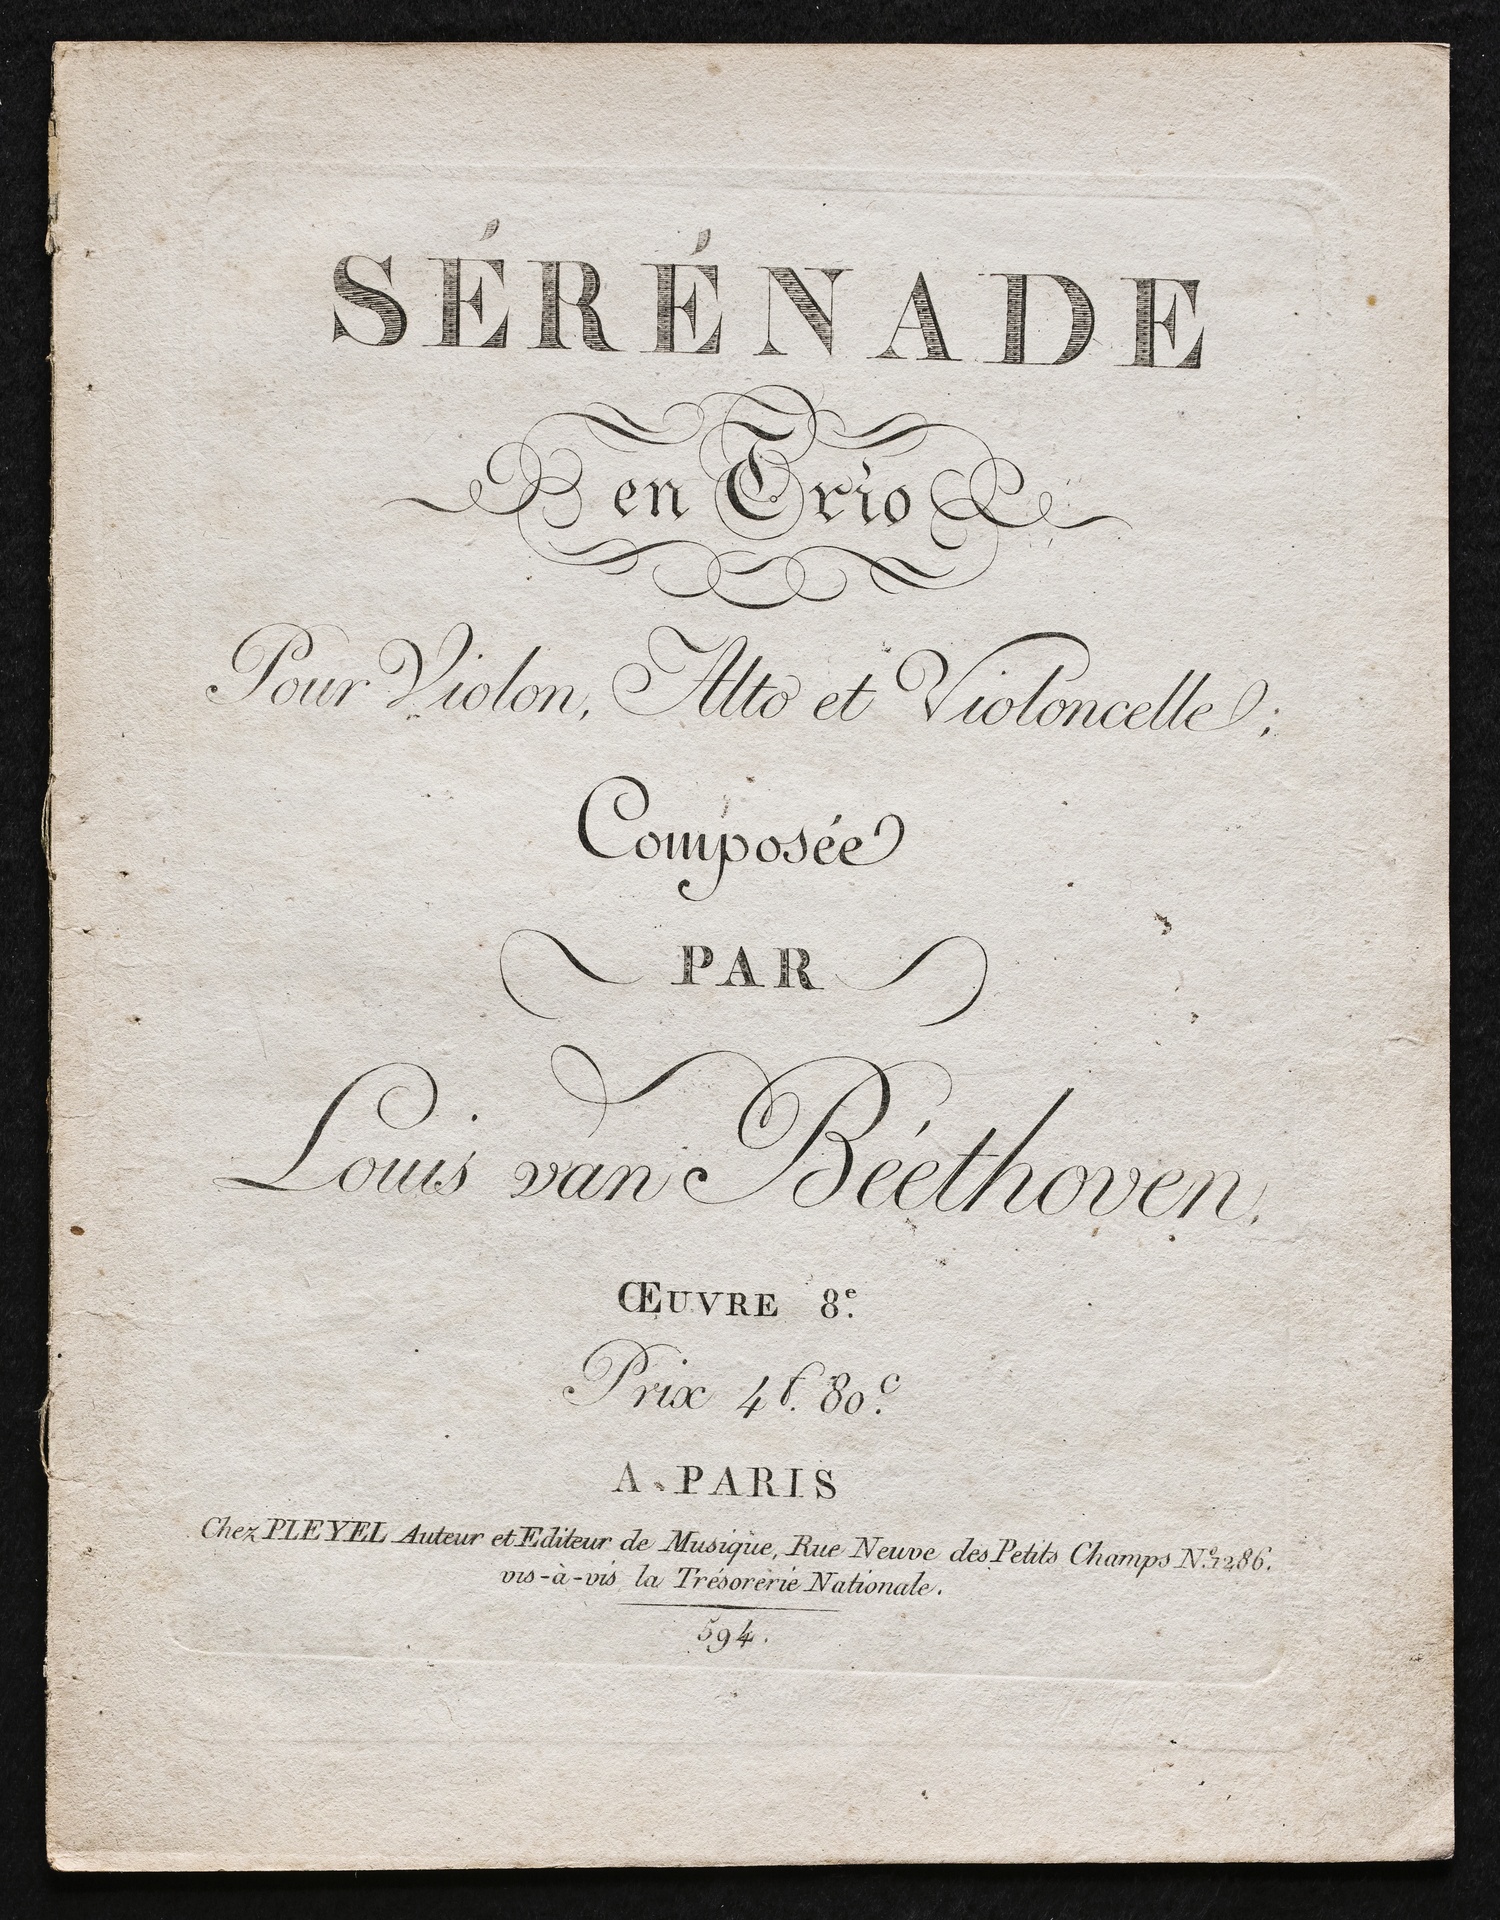 SÉRÉNADE
en Trio
Pour Violon, Alto et Violoncelle;
Composée
PAR
Louis van Béethoven.
ŒUVRE 8e.
Prix 4f. 80c.
A PARIS
Chez PLEYEL Auteur et Editeur de Musique, Rue Neuve des Petits Champs No. 1286.
vis-à-vis la Trésorerie Nationale.
594.